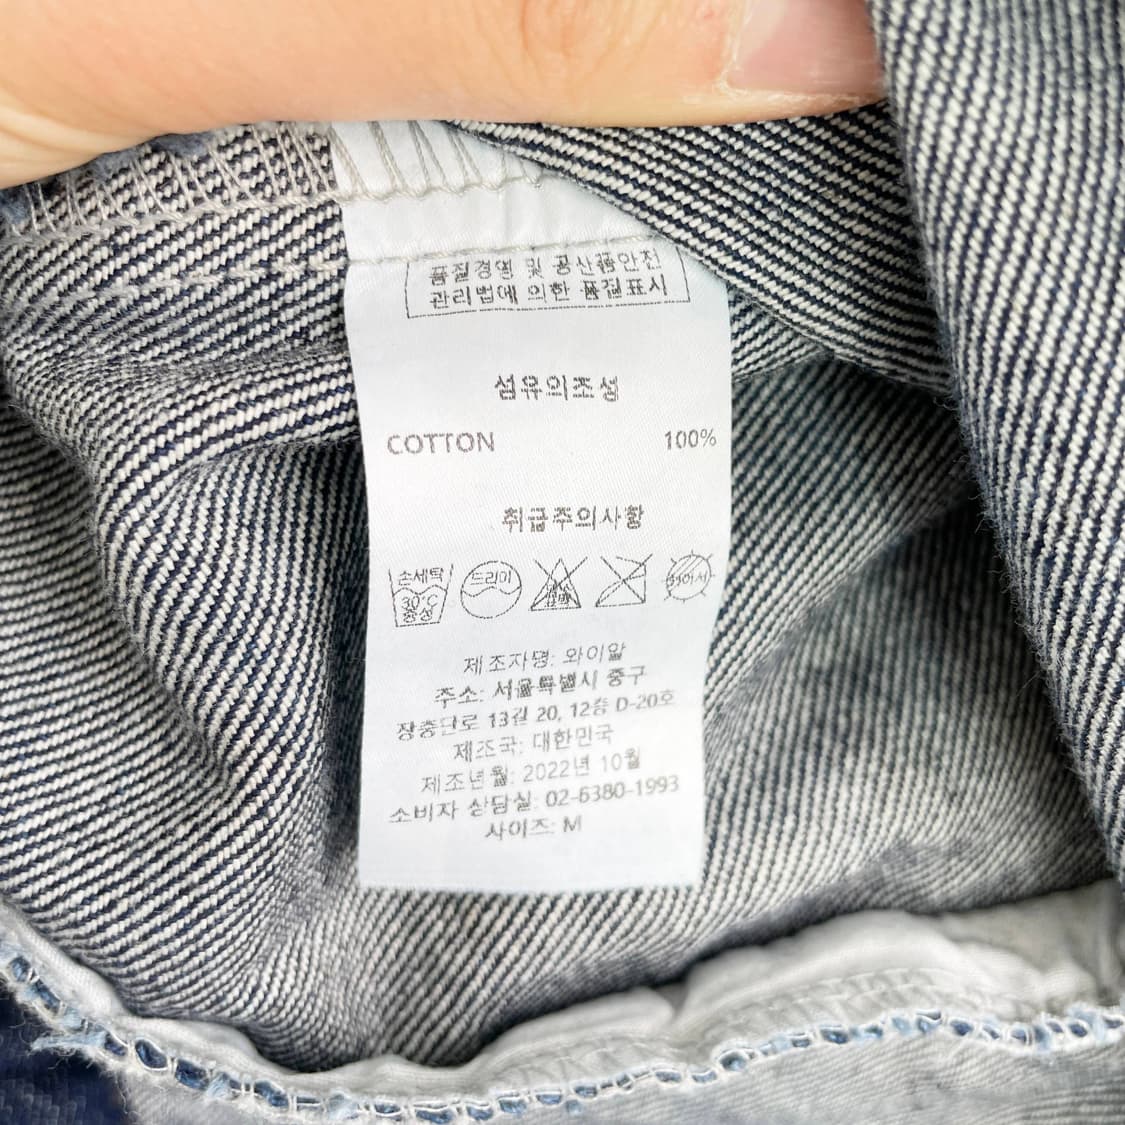 품질경영 및 공산품안전
관리법에 의한 품질표시
섬유의조성
COTTON 100%
취급주의사항
손세탁 30℃ 중성 드라이
제조자명: 와이알
주소: 서울특별시 중구
장충단로 13길 20, 12층 D-20호
제조국: 대한민국
제조년월: 2022년 10월
소비자 상담실: 02-6380-1993
사이즈: M